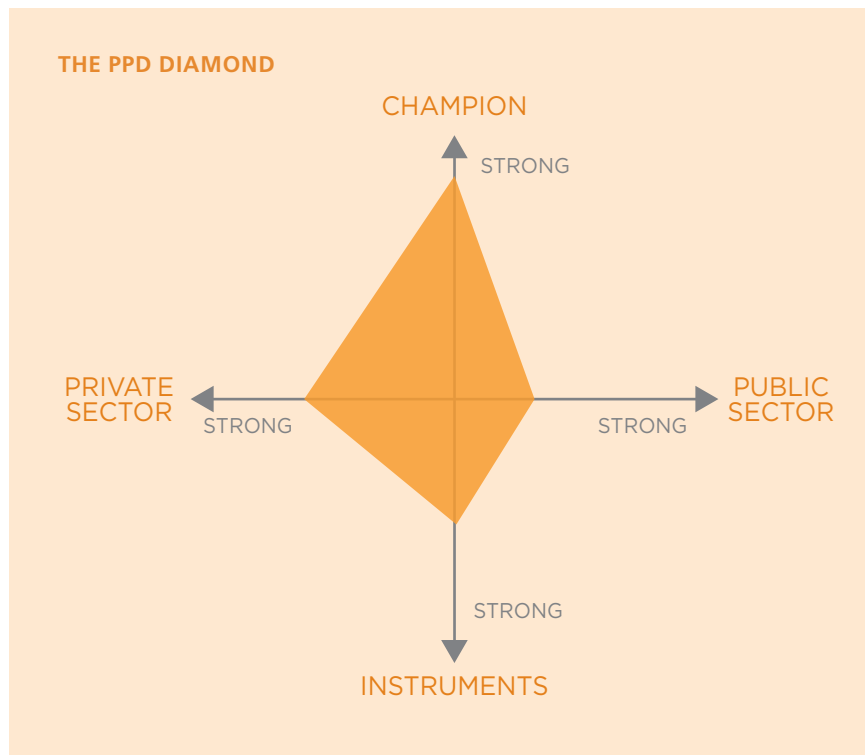 THE PPD DIAMOND
CHAMPION
STRONG
PRIVATE
SECTOR
STRONG
PUBLIC
SECTOR
STRONG
STRONG
INSTRUMENTS